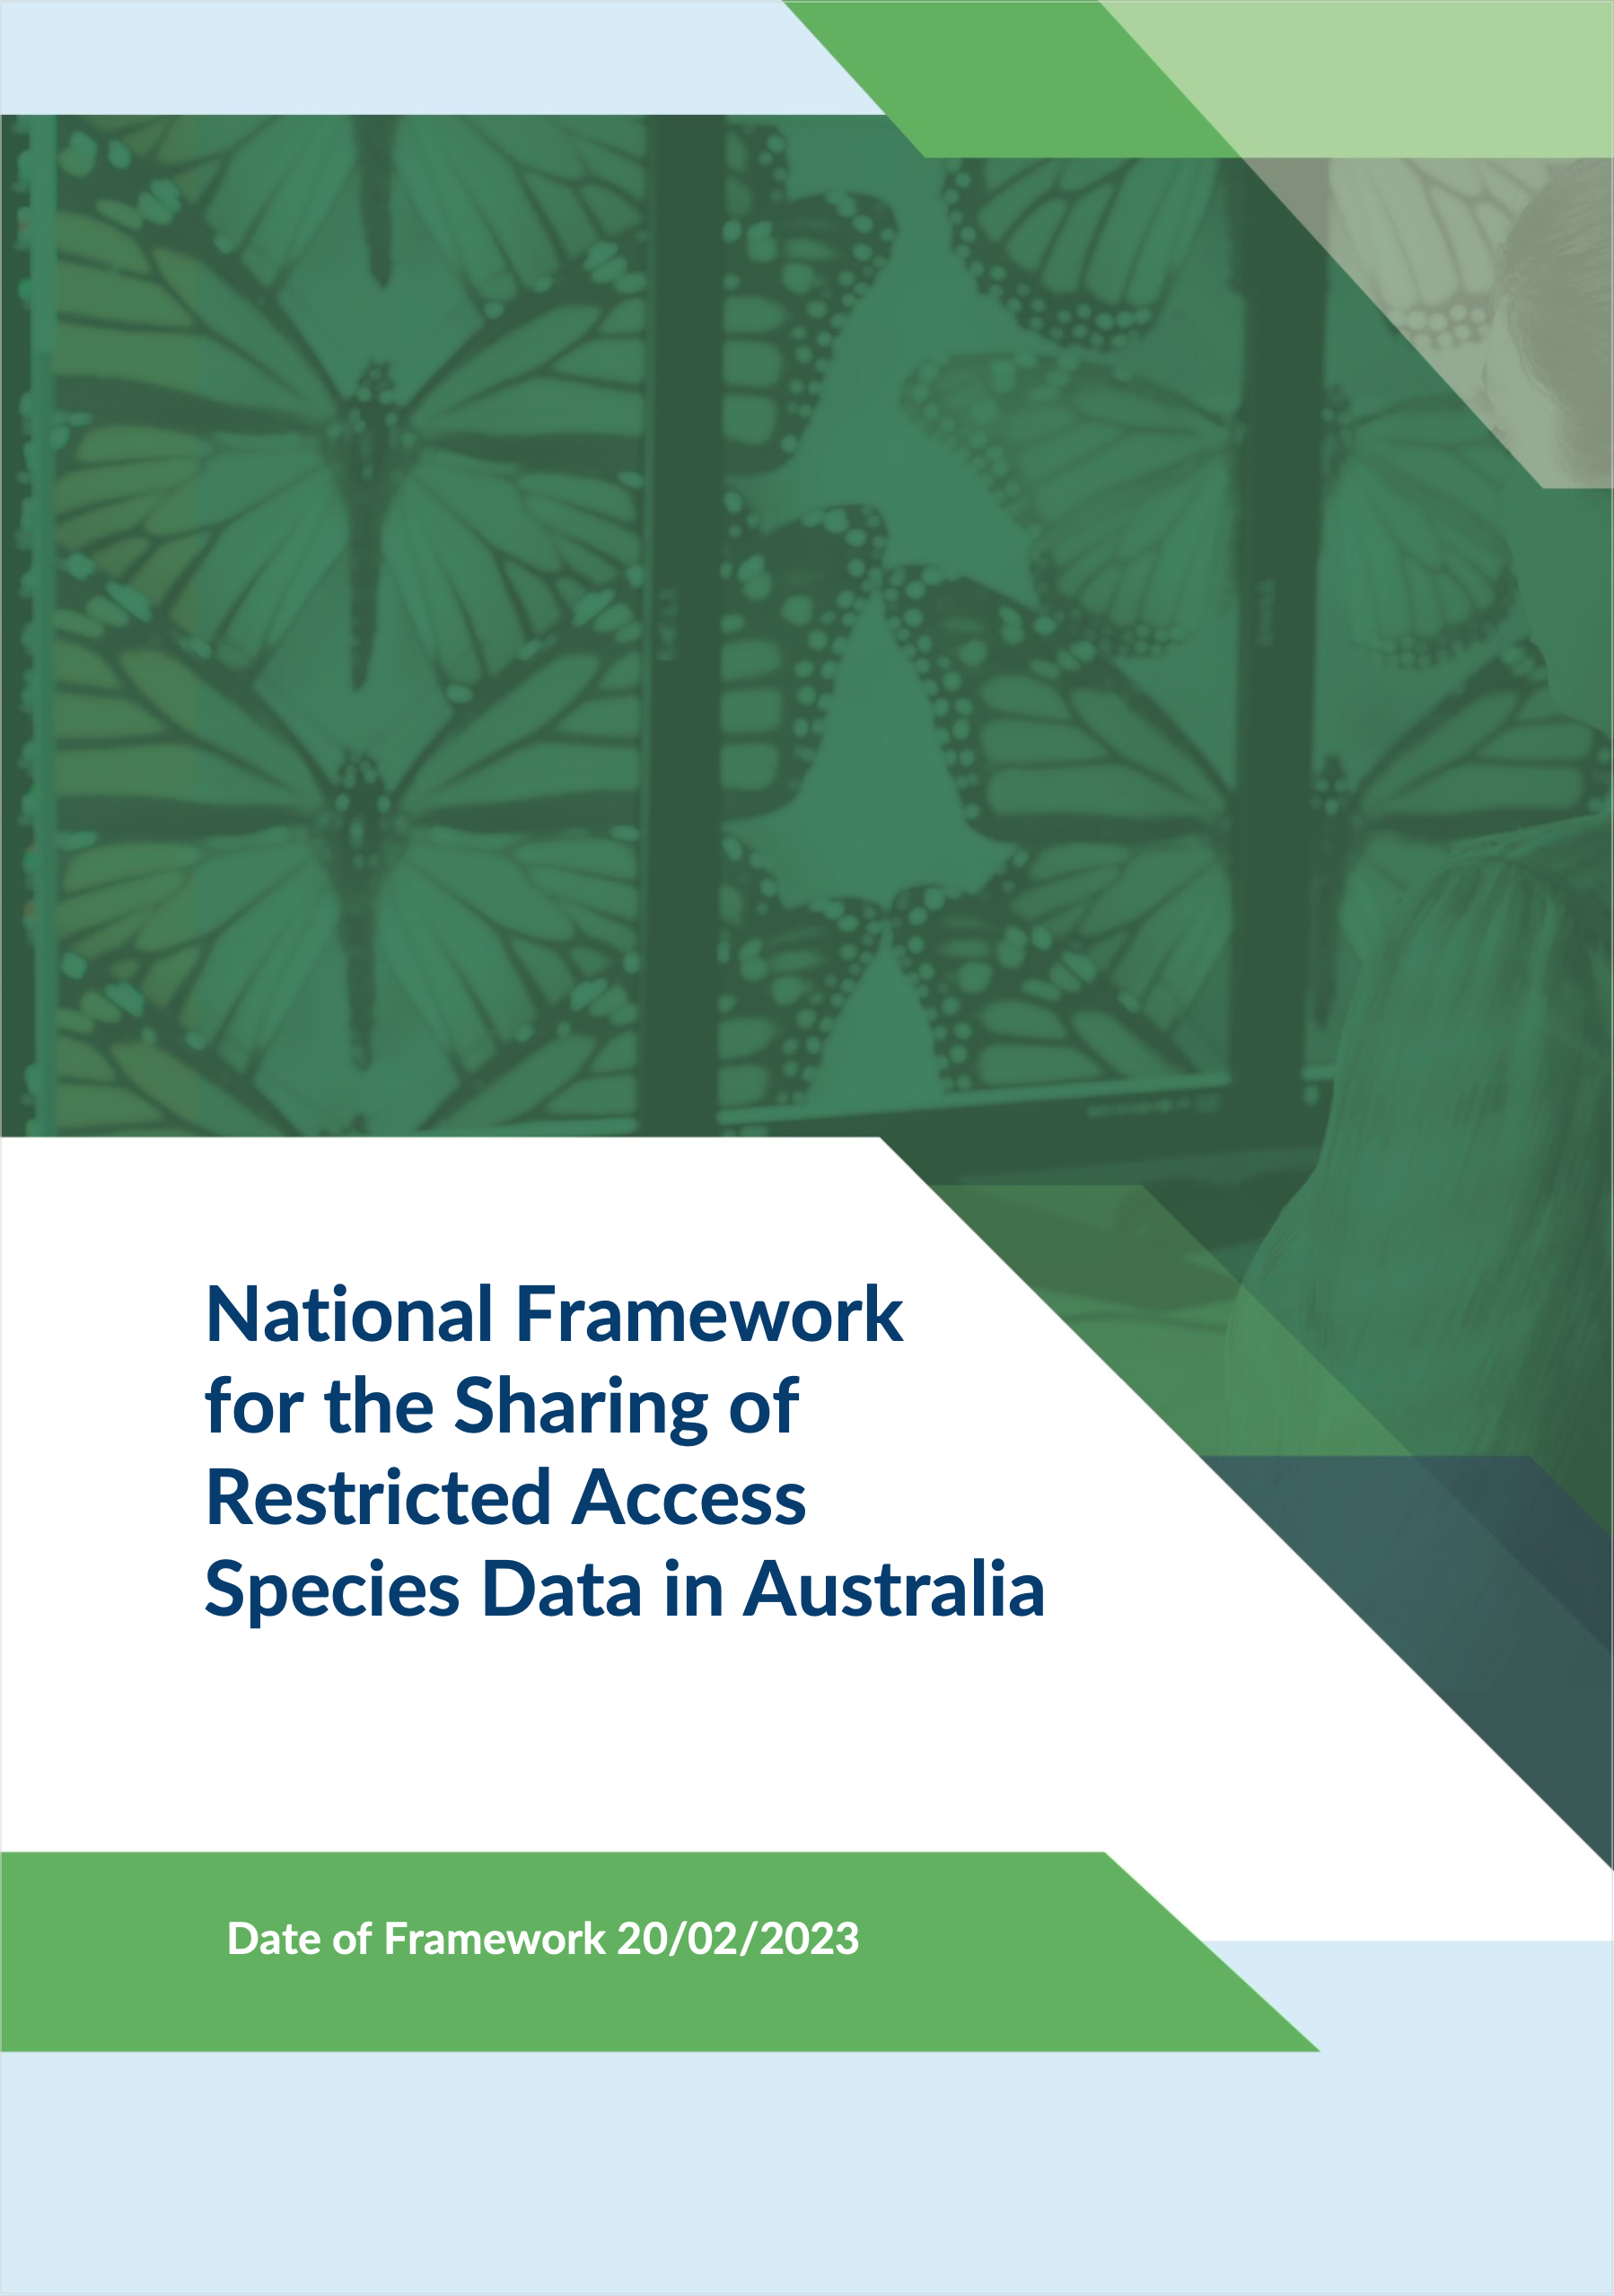 National Framework
for the Sharing of
Restricted Access
Species Data in Australia
Date of Framework 20/02/2023